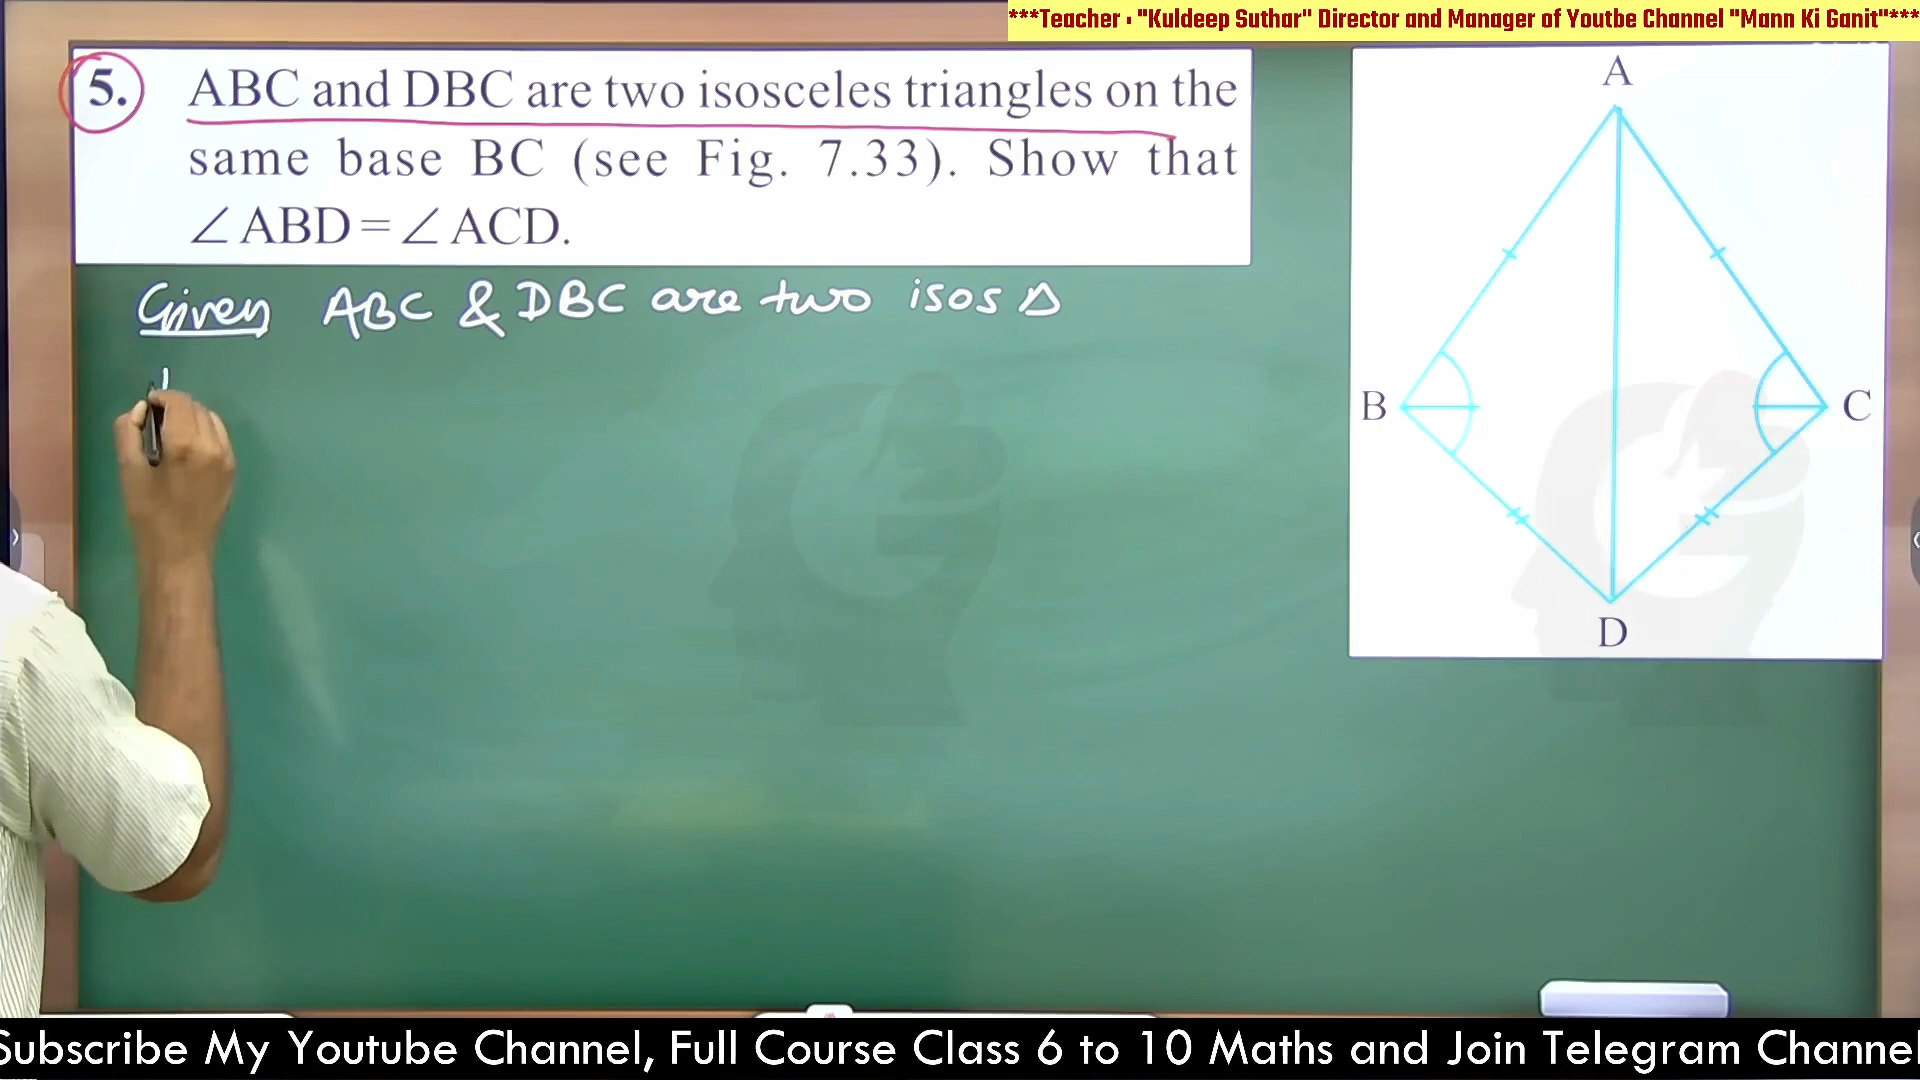 ***Teacher : "Kuldeep Suthar" Director and Manager of Youtbe Channel "Mann Ki Ganit"***
5. ABC and DBC are two isosceles triangles on the
same base BC (see Fig. 7.33). Show that
∠ABD = ∠ACD.
Given ABC & DBC are two isos Δ
A
B
C
D
Subscribe My Youtube Channel, Full Course Class 6 to 10 Maths and Join Telegram Channel